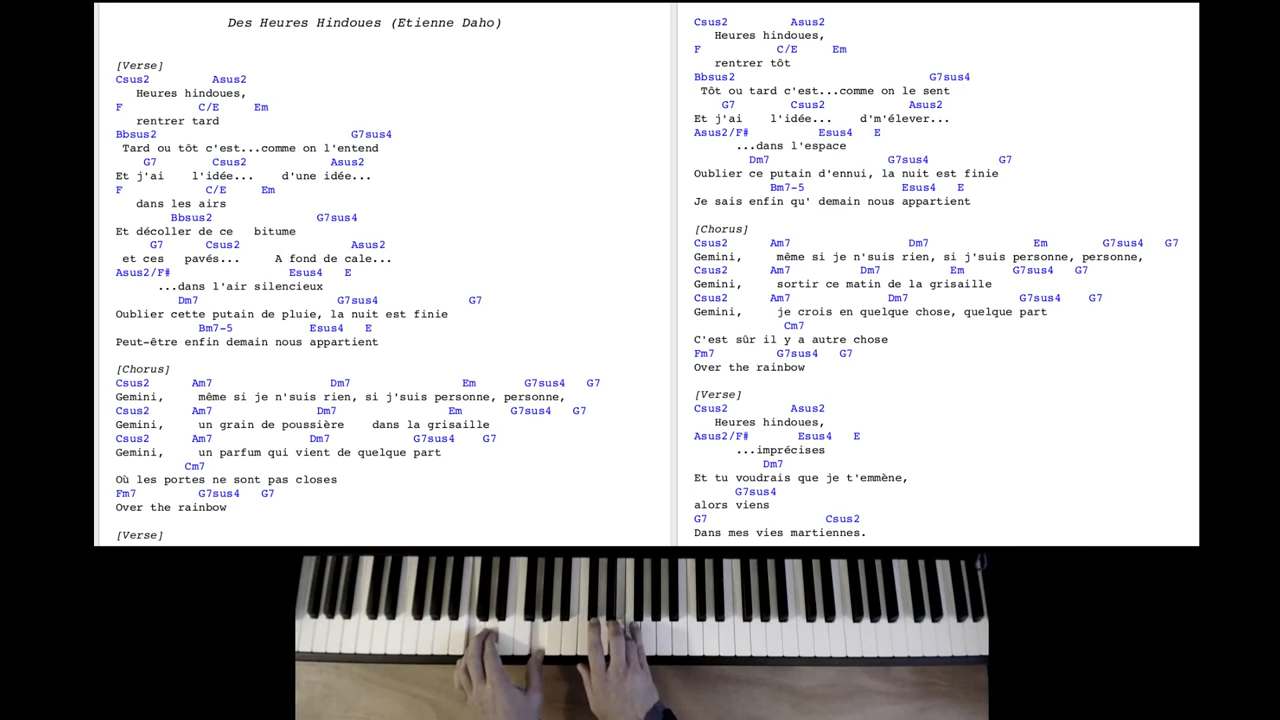 Des Heures Hindoues (Etienne Daho)
[Verse]
Csus2 Asus2
Heures hindoues,
F C/E Em
rentrer tard
Bbsus2 G7sus4
Tard ou tôt c'est...comme on l'entend
G7 Csus2 Asus2
Et j'ai l'idée... d'une idée...
F C/E Em
dans les airs
Bbsus2 G7sus4
Et décoller de ce bitume
G7 Csus2 Asus2
et ces pavés... A fond de cale...
Asus2/F# Esus4 E
...dans l'air silencieux
Dm7 G7sus4 G7
Oublier cette putain de pluie, la nuit est finie
Bm7-5 Esus4 E
Peut-être enfin demain nous appartient
[Chorus]
Csus2 Am7 Dm7 Em G7sus4 G7
Gemini, même si je n'suis rien, si j'suis personne, personne,
Csus2 Am7 Dm7 Em G7sus4 G7
Gemini, un grain de poussière dans la grisaille
Csus2 Am7 Dm7 G7sus4 G7
Gemini, un parfum qui vient de quelque part
Cm7
Où les portes ne sont pas closes
Fm7 G7sus4 G7
Over the rainbow
[Verse]
Csus2 Asus2
Heures hindoues,
F C/E Em
rentrer tôt
Bbsus2 G7sus4
Tôt ou tard c'est...comme on le sent
G7 Csus2 Asus2
Et j'ai l'idée... d'm'élever...
Asus2/F# Esus4 E
...dans l'espace
Dm7 G7sus4 G7
Oublier ce putain d'ennui, la nuit est finie
Bm7-5 Esus4 E
Je sais enfin qu' demain nous appartient
[Chorus]
Csus2 Am7 Dm7 Em G7sus4 G7
Gemini, même si je n'suis rien, si j'suis personne, personne,
Csus2 Am7 Dm7 Em G7sus4 G7
Gemini, sortir ce matin de la grisaille
Csus2 Am7 Dm7 G7sus4 G7
Gemini, je crois en quelque chose, quelque part
Cm7
C'est sûr il y a autre chose
Fm7 G7sus4 G7
Over the rainbow
[Verse]
Csus2 Asus2
Heures hindoues,
Asus2/F# Esus4 E
...imprécises
Dm7
Et tu voudrais que je t'emmène,
G7sus4
alors viens
G7 Csus2
Dans mes vies martiennes.